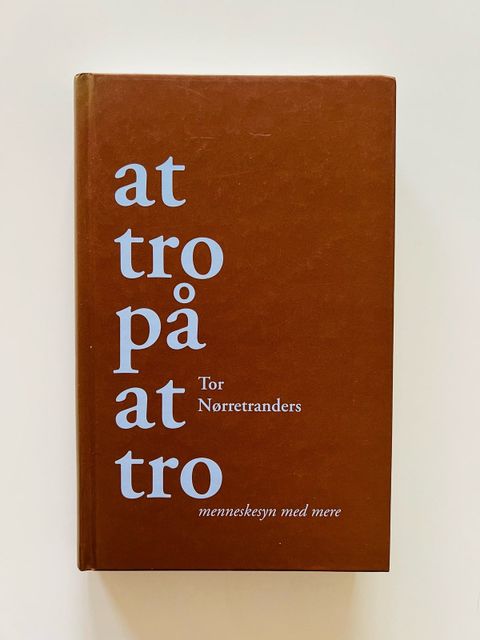 at
tro
på
at
tro
Tor
Nørretranders
menneskesyn med mere